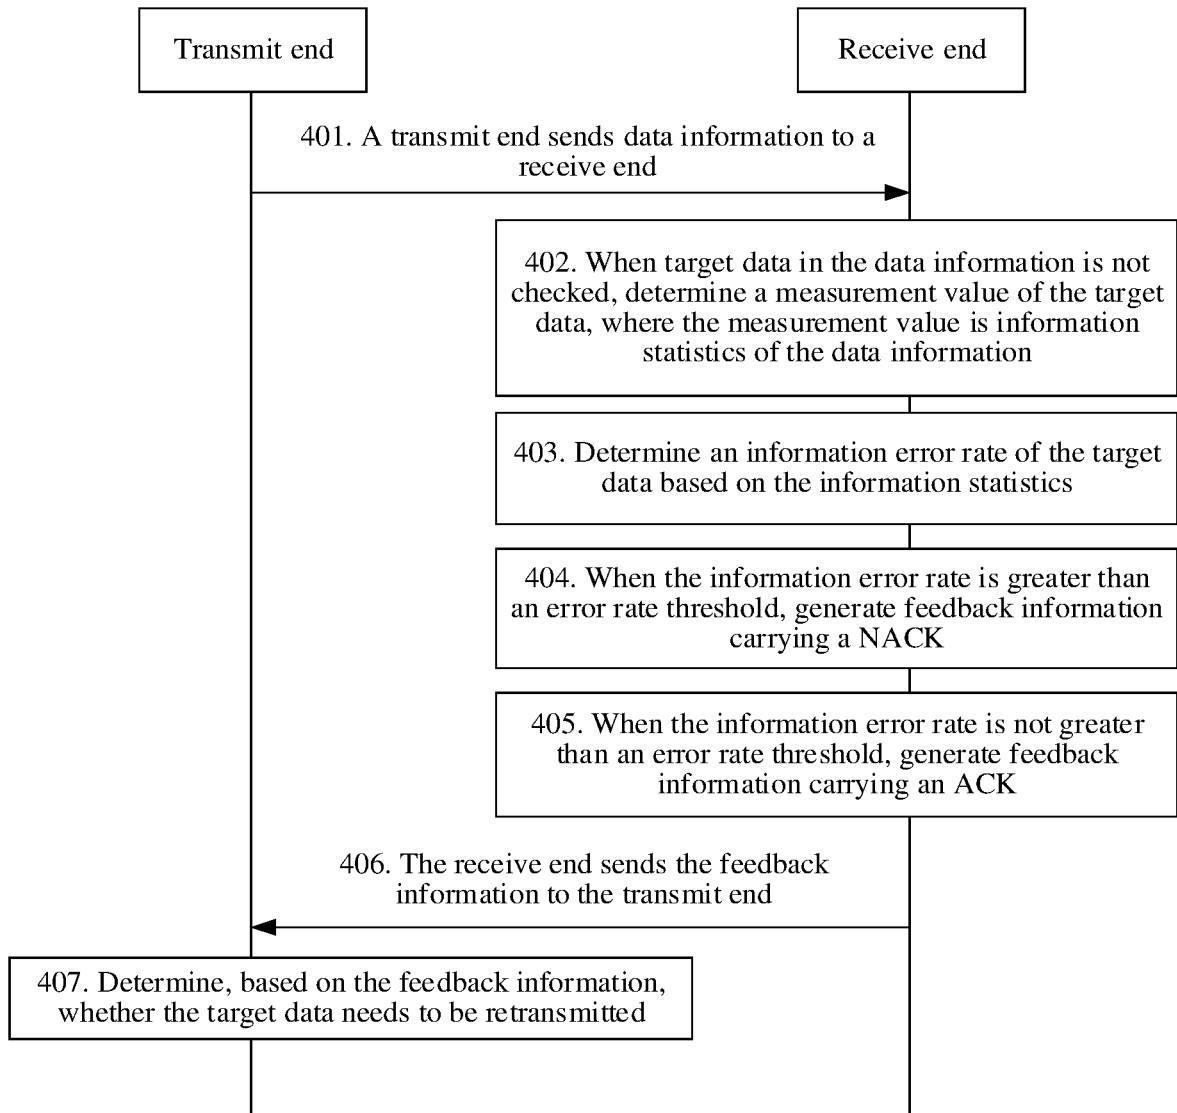 Transmit end
Receive end
401. A transmit end sends data information to a
receive end
402. When target data in the data information is not
checked, determine a measurement value of the target
data, where the measurement value is information
statistics of the data information
403. Determine an information error rate of the target
data based on the information statistics
404. When the information error rate is greater than
an error rate threshold, generate feedback information
carrying a NACK
405. When the information error rate is not greater
than an error rate threshold, generate feedback
information carrying an ACK
406. The receive end sends the feedback
information to the transmit end
407. Determine, based on the feedback information,
whether the target data needs to be retransmitted